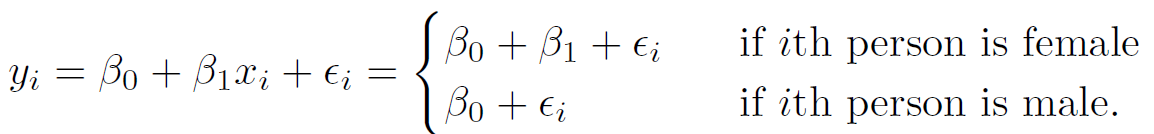 yᵢ = β₀ + β₁xᵢ + ϵᵢ = { β₀ + β₁ + ϵᵢ if ith person is female
β₀ + ϵᵢ if ith person is male.